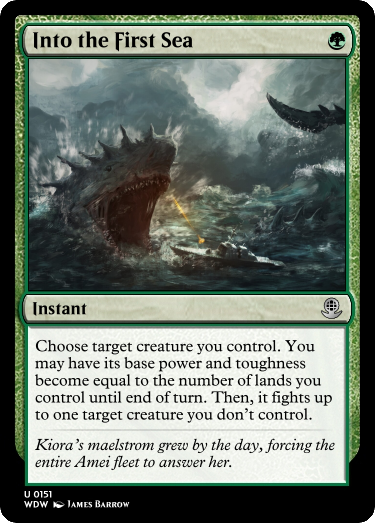 Into the First Sea
Instant
Choose target creature you control. You
may have its base power and toughness
become equal to the number of lands you
control until end of turn. Then, it fights up
to one target creature you don't control.
Kiora's maelstrom grew by the day, forcing the
entire Amei fleet to answer her.
U 0151
WDW James Barrow